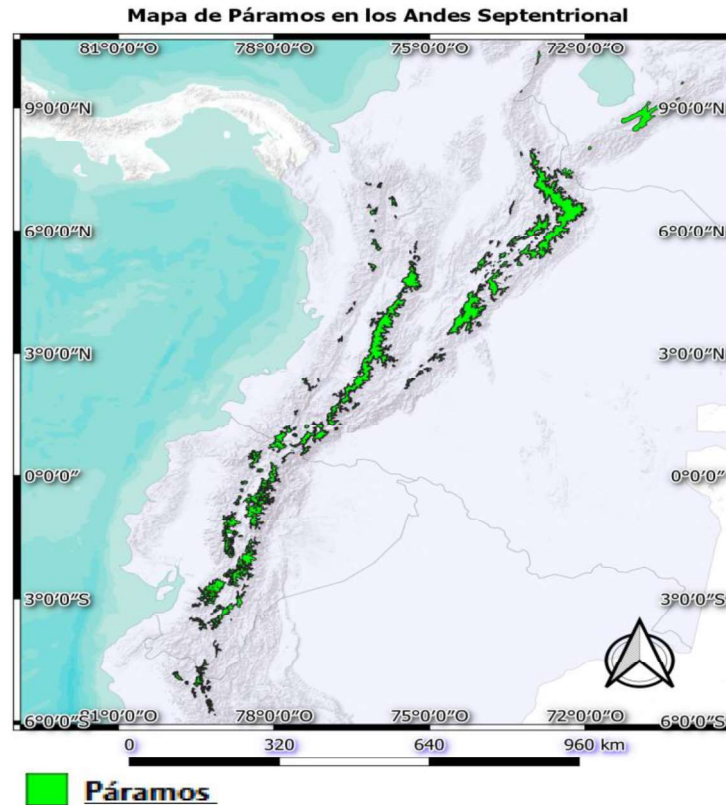 Mapa de Páramos en los Andes Septentrional
81°0'0"O 78°0'0"O 75°0'0"O 72°0'0"O
9°0'0"N 9°0'0"N
6°0'0"N 6°0'0"N
3°0'0"N 3°0'0"N
0°0'0" 0°0'0"
3°0'0"S 3°0'0"S
6°0'0"S 81°0'0"O 78°0'0"O 75°0'0"O 72°0'0"O 6°0'0"S
0 320 640 960 km
Páramos